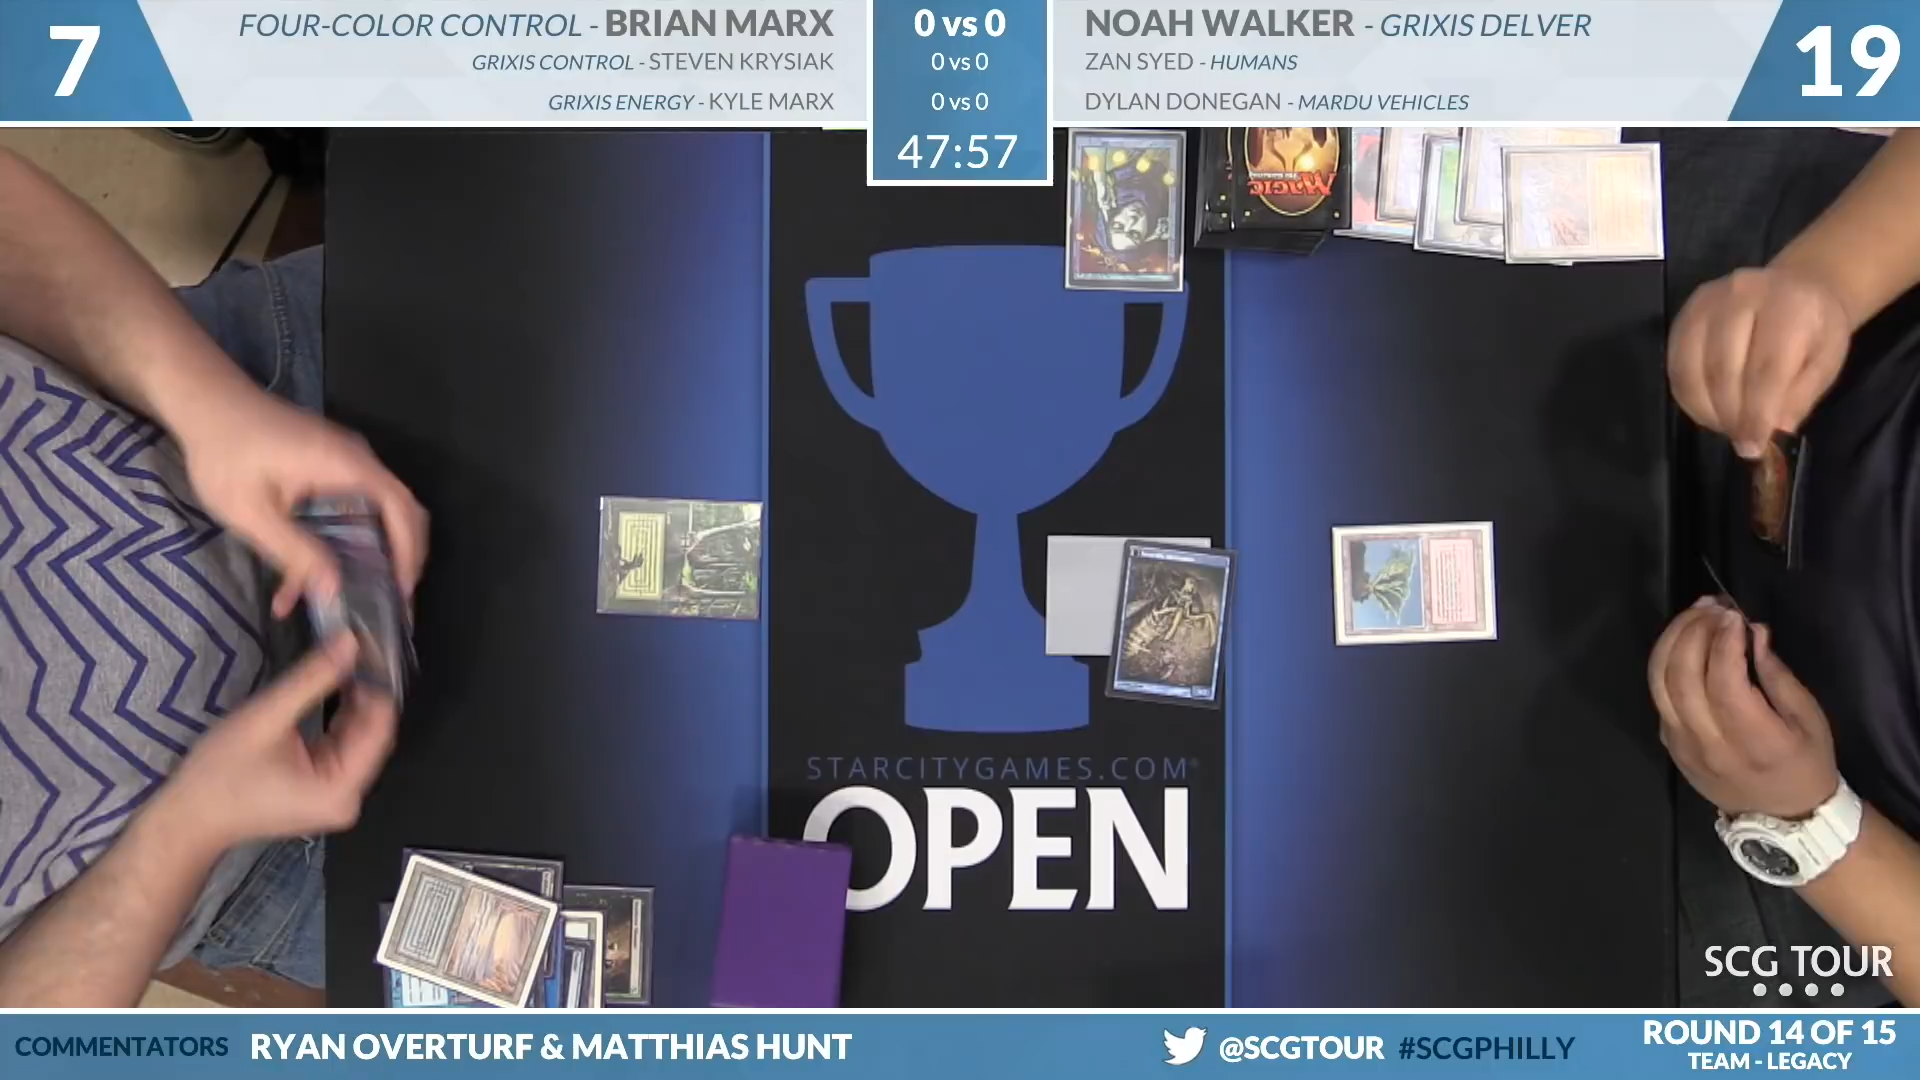 7
FOUR-COLOR CONTROL - BRIAN MARX
GRIXIS CONTROL - STEVEN KRYSIAK
GRIXIS ENERGY - KYLE MARX
0 vs 0
0 vs 0
0 vs 0
47:57
NOAH WALKER - GRIXIS DELVER
ZAN SYED - HUMANS
DYLAN DONEGAN - MARDU VEHICLES
19
MAGIC
STARCITYGAMES.COM®
OPEN
SCG TOUR
COMMENTATORS RYAN OVERTURF & MATTHIAS HUNT
@SCGTOUR #SCGPHILLY
ROUND 14 OF 15
TEAM - LEGACY